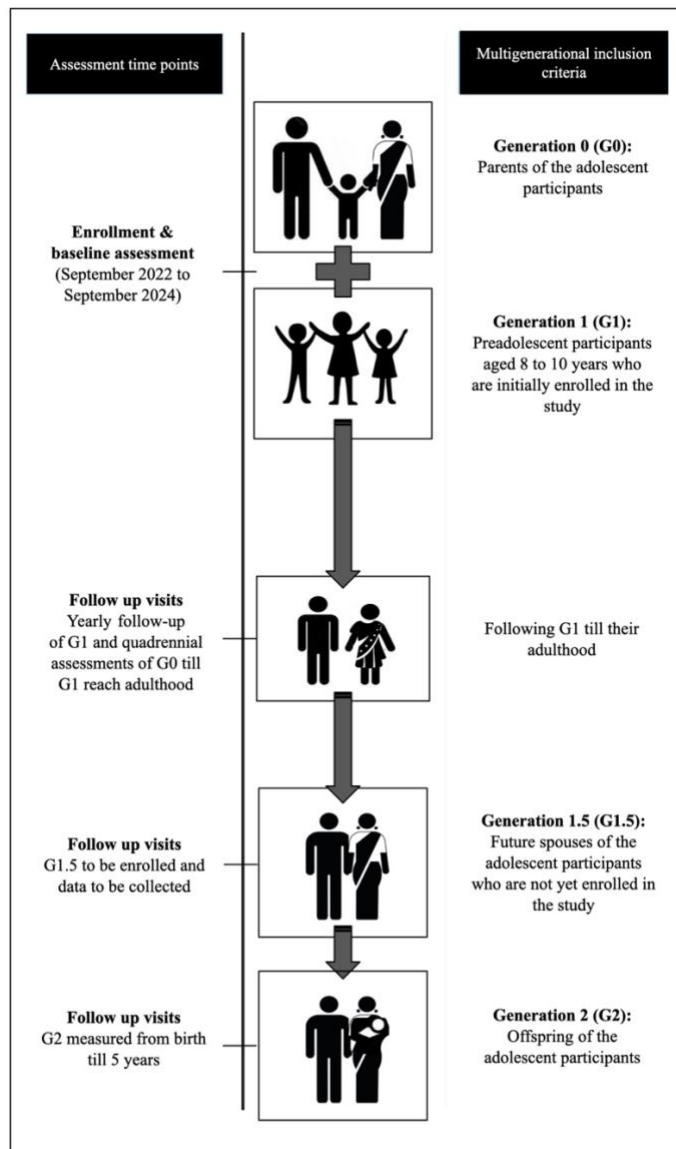 Assessment time points
Multigenerational inclusion
criteria
Generation 0 (G0):
Parents of the adolescent
participants
Enrollment &
baseline assessment
(September 2022 to
September 2024)
Generation 1 (G1):
Preadolescent participants
aged 8 to 10 years who
are initially enrolled in the
study
Follow up visits
Yearly follow-up
of G1 and quadrennial
assessments of G0 till
G1 reach adulthood
Following G1 till their
adulthood
Follow up visits
G1.5 to be enrolled and
data to be collected
Generation 1.5 (G1.5):
Future spouses of the
adolescent participants
who are not yet enrolled in
the study
Follow up visits
G2 measured from birth
till 5 years
Generation 2 (G2):
Offspring of the
adolescent participants